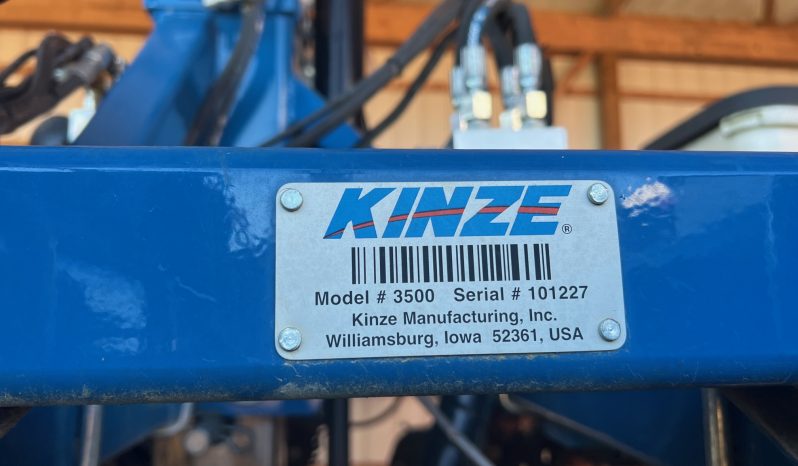 KINZE®
Model # 3500 Serial # 101227
Kinze Manufacturing, Inc.
Williamsburg, Iowa 52361, USA